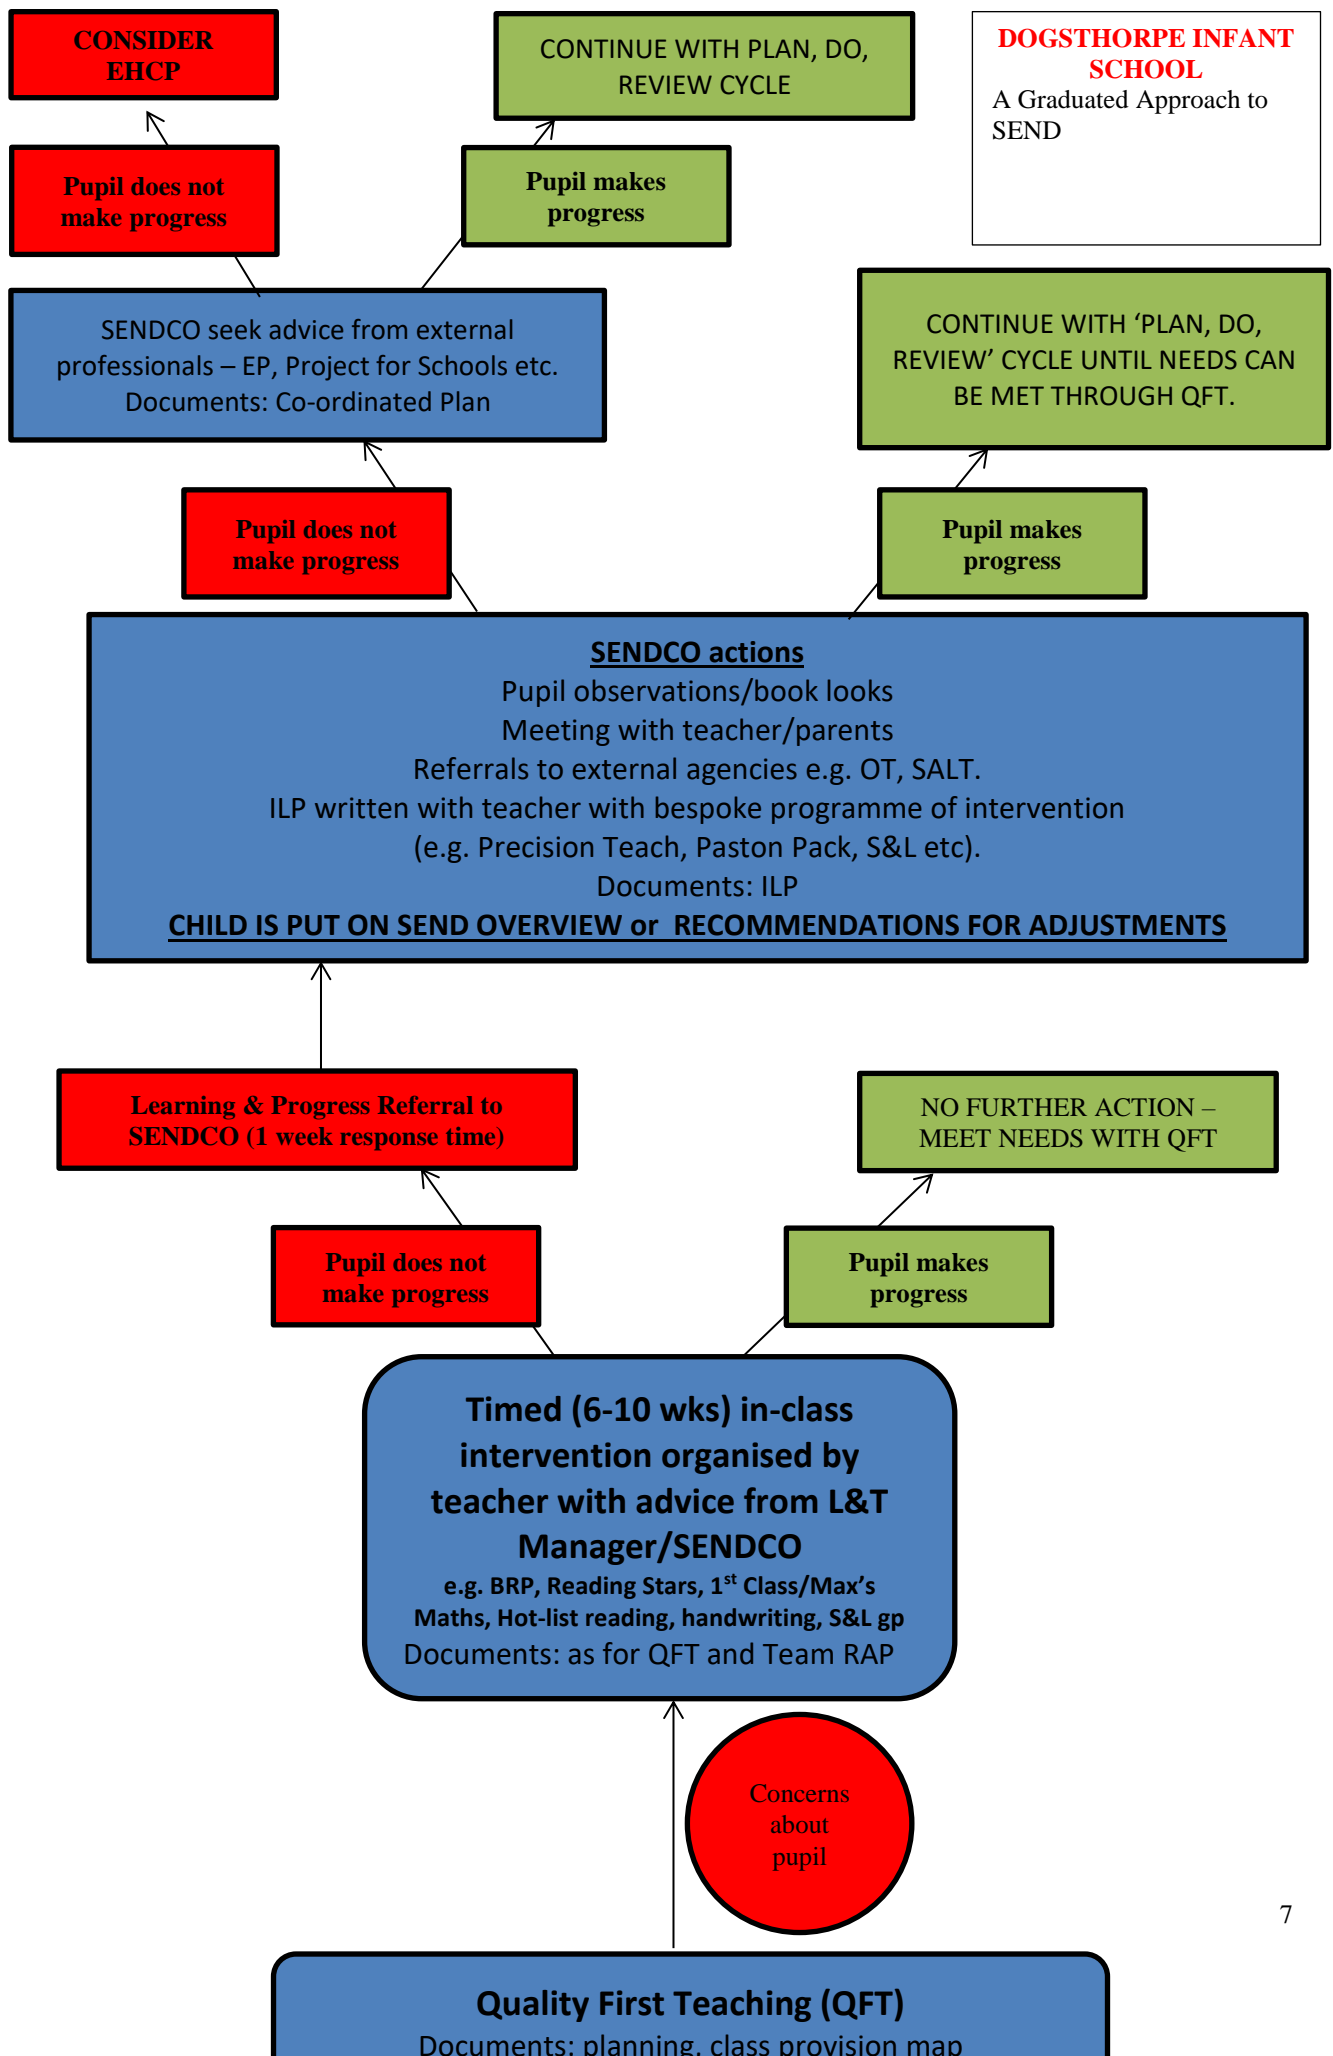 CONSIDER
EHCP
CONTINUE WITH PLAN, DO,
REVIEW CYCLE
DOGSTHORPE INFANT
SCHOOL
A Graduated Approach to
SEND
Pupil does not
make progress
Pupil makes
progress
SENDCO seek advice from external
professionals – EP, Project for Schools etc.
Documents: Co-ordinated Plan
CONTINUE WITH ‘PLAN, DO,
REVIEW’ CYCLE UNTIL NEEDS CAN
BE MET THROUGH QFT.
Pupil does not
make progress
Pupil makes
progress
SENDCO actions
Pupil observations/book looks
Meeting with teacher/parents
Referrals to external agencies e.g. OT, SALT.
ILP written with teacher with bespoke programme of intervention
(e.g. Precision Teach, Paston Pack, S&L etc).
Documents: ILP
CHILD IS PUT ON SEND OVERVIEW or  RECOMMENDATIONS FOR ADJUSTMENTS
Learning & Progress Referral to
SENDCO (1 week response time)
NO FURTHER ACTION –
MEET NEEDS WITH QFT
Pupil does not
make progress
Pupil makes
progress
Timed (6-10 wks) in-class
intervention organised by
teacher with advice from L&T
Manager/SENDCO
e.g. BRP, Reading Stars, 1st Class/Max’s
Maths, Hot-list reading, handwriting, S&L gp
Documents: as for QFT and Team RAP
Concerns
about
pupil
7
Quality First Teaching (QFT)
Documents: planning, class provision map